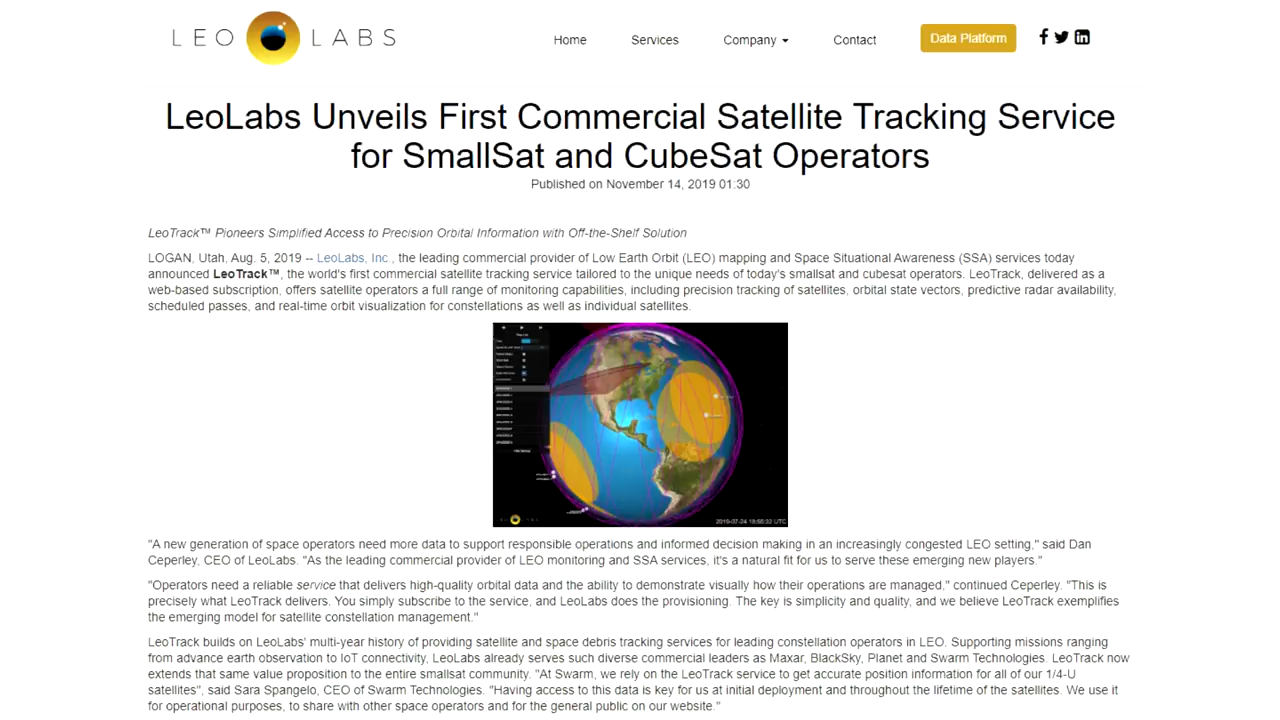 LEO LABS
Home
Services
Company
Contact
Data Platform
LeoLabs Unveils First Commercial Satellite Tracking Service
for SmallSat and CubeSat Operators
Published on November 14, 2019 01:30
LeoTrack™ Pioneers Simplified Access to Precision Orbital Information with Off-the-Shelf Solution
LOGAN, Utah, Aug. 5, 2019 -- LeoLabs, Inc., the leading commercial provider of Low Earth Orbit (LEO) mapping and Space Situational Awareness (SSA) services today
announced LeoTrack™, the world's first commercial satellite tracking service tailored to the unique needs of today's smallsat and cubesat operators. LeoTrack, delivered as a
web-based subscription, offers satellite operators a full range of monitoring capabilities, including precision tracking of satellites, orbital state vectors, predictive radar availability,
scheduled passes, and real-time orbit visualization for constellations as well as individual satellites.
2019-07-24 18:55:32 UTC
"A new generation of space operators need more data to support responsible operations and informed decision making in an increasingly congested LEO setting," said Dan
Ceperley, CEO of LeoLabs. "As the leading commercial provider of LEO monitoring and SSA services, it's a natural fit for us to serve these emerging new players."
"Operators need a reliable service that delivers high-quality orbital data and the ability to demonstrate visually how their operations are managed," continued Ceperley. "This is
precisely what LeoTrack delivers. You simply subscribe to the service, and LeoLabs does the provisioning. The key is simplicity and quality, and we believe LeoTrack exemplifies
the emerging model for satellite constellation management."
LeoTrack builds on LeoLabs' multi-year history of providing satellite and space debris tracking services for leading constellation operators in LEO. Supporting missions ranging
from advance earth observation to IoT connectivity, LeoLabs already serves such diverse commercial leaders as Maxar, BlackSky, Planet and Swarm Technologies. LeoTrack now
extends that same value proposition to the entire smallsat community. "At Swarm, we rely on the LeoTrack service to get accurate position information for all of our 1/4-U
satellites", said Sara Spangelo, CEO of Swarm Technologies. "Having access to this data is key for us at initial deployment and throughout the lifetime of the satellites. We use it
for operational purposes, to share with other space operators and for the general public on our website."